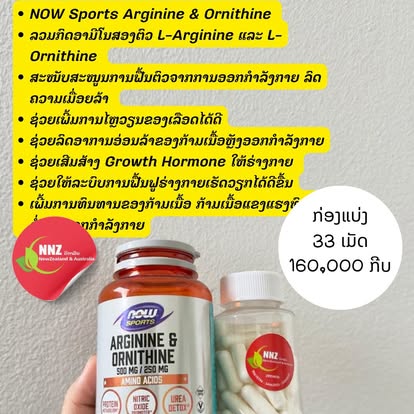 NOW Sports Arginine & Ornithine
ລວມກົດອາມີໂນສອງຕົວ L-Arginine ແລະ L-
Ornithine
ສະໜັບສະໜູນການຟື້ນຕົວຈາກການອອກກຳລັງກາຍ ລົດ
ຄວາມເມື່ອຍລ້າ
ຊ່ວຍເພີ້ມການໄຫຼວຽນຂອງເລືອດໄດ້ດີ
ຊ່ວຍລົດອາການອ່ອນລ້າຂອງກ້າມເນື້ອຫຼັງອອກກຳລັງກາຍ
ຊ່ວຍເສີມສ້າງ Growth Hormone ໃຫ້ຮ່າງກາຍ
ຊ່ວຍໃຫ້ລະບົບການຟື້ນຟູຮ່າງກາຍເຮັດວຽກໄດ້ດີຂຶ້ນ
ເພີ້ມການທົນທານຂອງກ້າມເນື້ອ ກ້າມເນື້ອແຂງແຮງ
ອກກຳລັງກາຍ
ກ່ອງແບ່ງ
33 ເມັດ
160,000 ກີບ
NNZ
NewZealand & Australia
NOW
SPORTS
ARGININE &
ORNITHINE
500 MG / 250 MG
AMINO ACIDS
PROTEIN
NITRIC
OXIDE
UREA
DETOX
NNZ